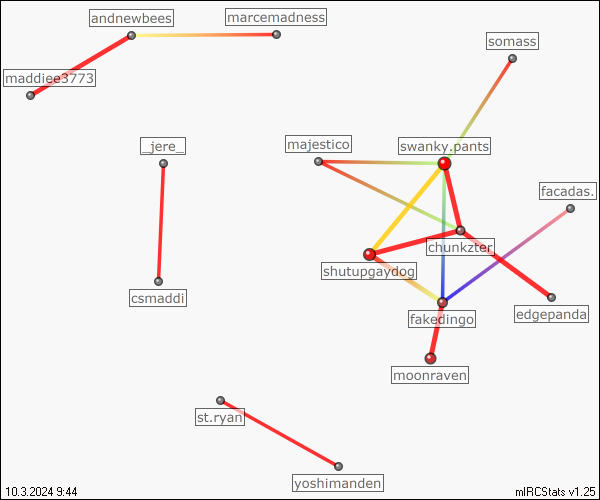 andnewbees
marcemadness
somass
maddiee3773
_jere_
majestico
swanky.pants
facadas.
chunkzter
shutupgaydog
csmaddi
fakedingo
edgepanda
moonraven
st.ryan
yoshimanden
10.3.2024 9:44
mIRCStats v1.25